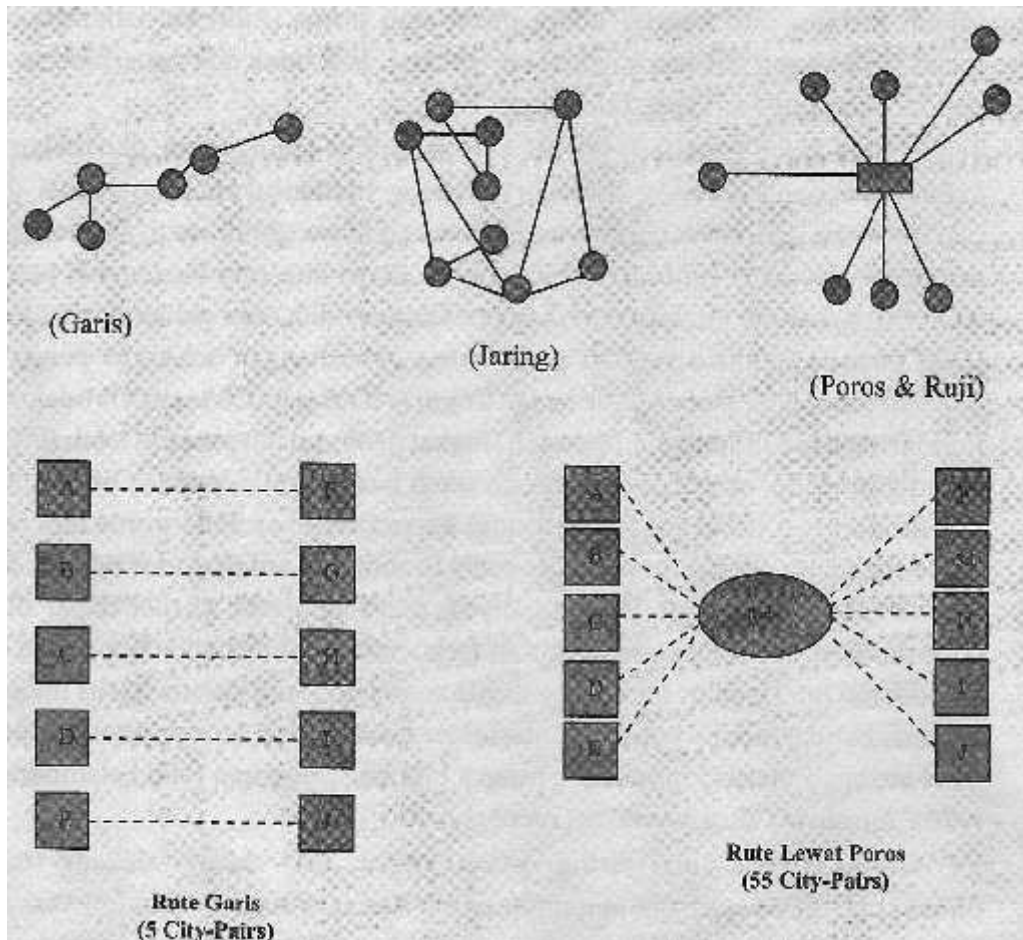 (Garis)
(Jaring)
(Poros & Ruji)
A
B
G
C
H
D
A
B
C
D
E
J
Rute Garis
(5 City-Pairs)
Rute Lewat Poros
(55 City-Pairs)